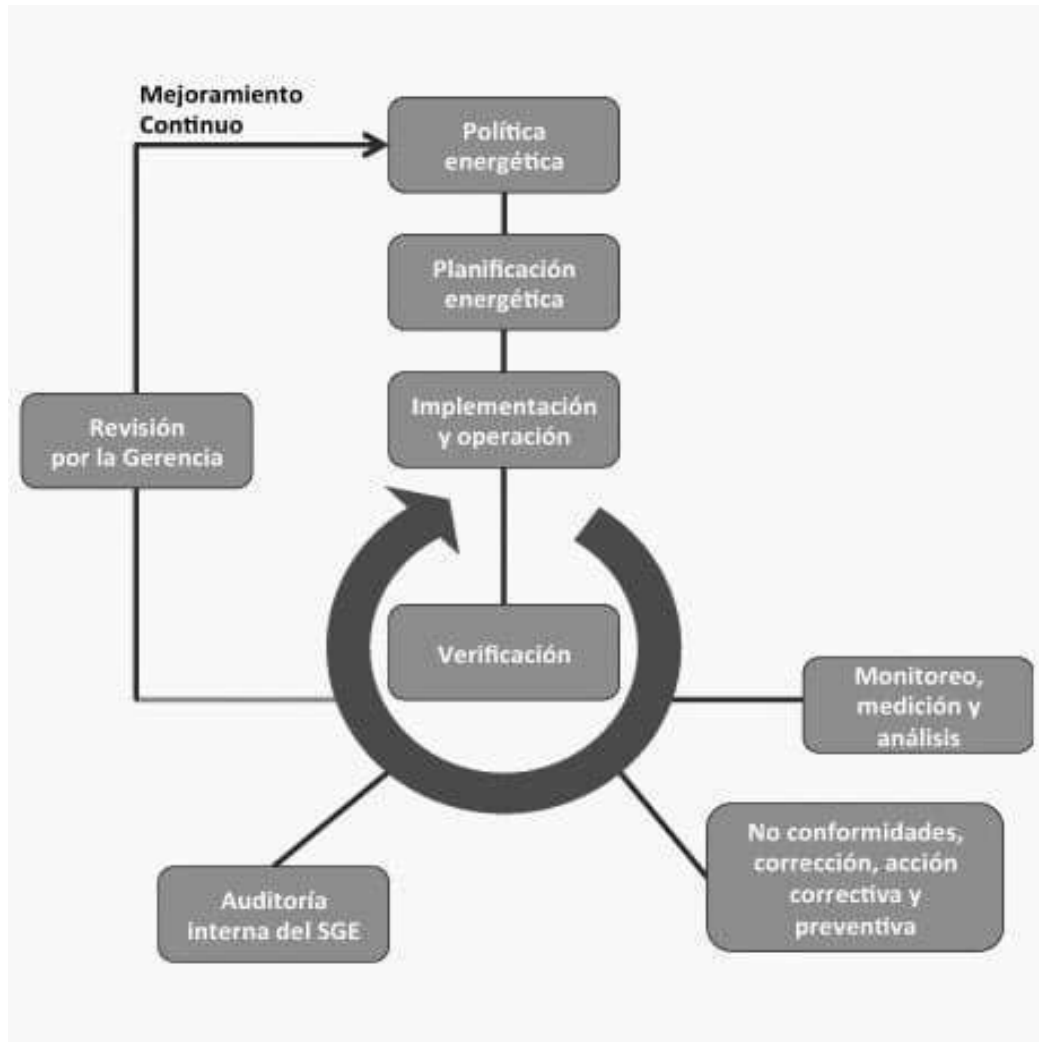 Mejoramiento
Continuo
Política
energética
Planificación
energética
Implementación
y operación
Revisión
por la Gerencia
Verificación
Monitoreo,
medición y
análisis
No conformidades,
corrección, acción
correctiva y
preventiva
Auditoría
interna del SGE